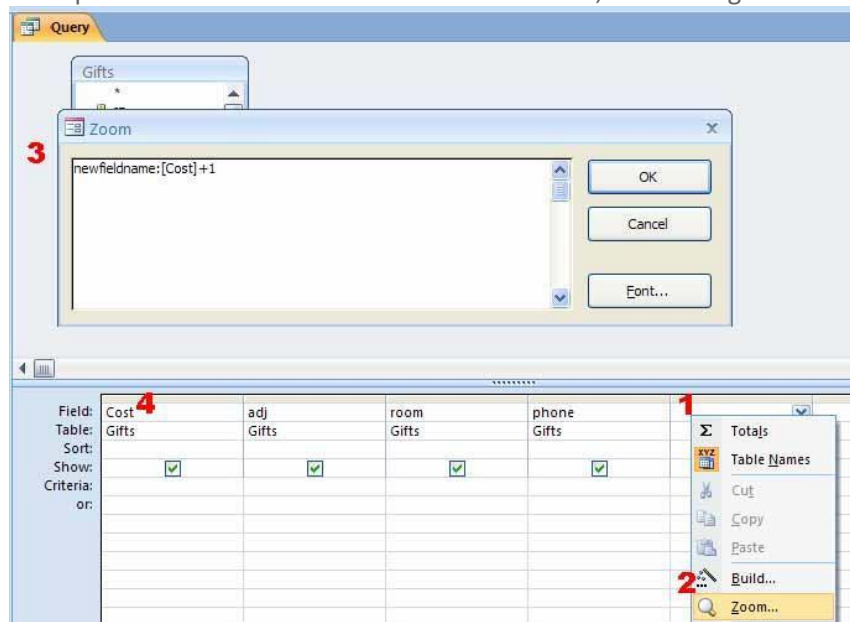 Query
Gifts
*
Zoom x
3
newfieldname:[Cost]+1
OK
Cancel
Font...
Field: Cost 4 adj room phone 1
Table: Gifts Gifts Gifts Gifts
Sort:
Show:
Criteria:
or:
Σ Totals
XYZ Table Names
Cut
Copy
Paste
2 Build...
Zoom...